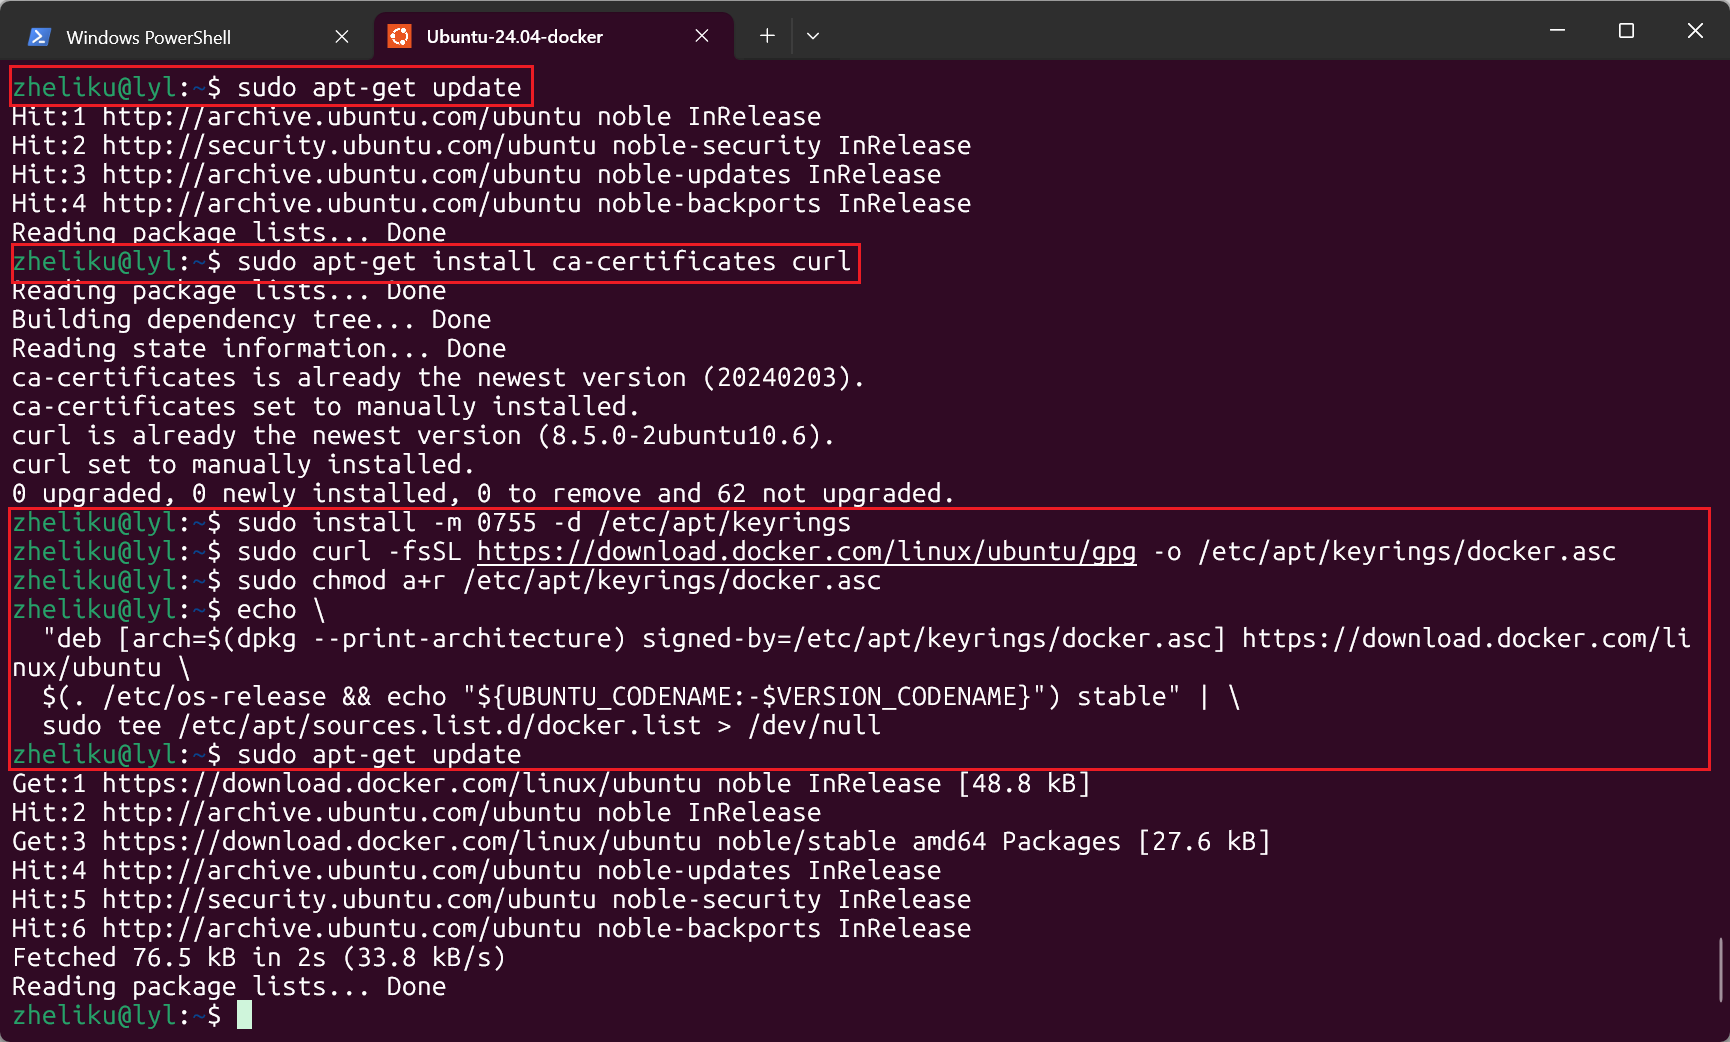 Windows PowerShell
Ubuntu-24.04-docker
zheliku@lyl:~$ sudo apt-get update
Hit:1 http://archive.ubuntu.com/ubuntu noble InRelease
Hit:2 http://security.ubuntu.com/ubuntu noble-security InRelease
Hit:3 http://archive.ubuntu.com/ubuntu noble-updates InRelease
Hit:4 http://archive.ubuntu.com/ubuntu noble-backports InRelease
Reading package lists... Done
zheliku@lyl:~$ sudo apt-get install ca-certificates curl
Reading package lists... Done
Building dependency tree... Done
Reading state information... Done
ca-certificates is already the newest version (20240203).
ca-certificates set to manually installed.
curl is already the newest version (8.5.0-2ubuntu10.6).
curl set to manually installed.
0 upgraded, 0 newly installed, 0 to remove and 62 not upgraded.
zheliku@lyl:~$ sudo install -m 0755 -d /etc/apt/keyrings
zheliku@lyl:~$ sudo curl -fsSL https://download.docker.com/linux/ubuntu/gpg -o /etc/apt/keyrings/docker.asc
zheliku@lyl:~$ sudo chmod a+r /etc/apt/keyrings/docker.asc
zheliku@lyl:~$ echo \
  "deb [arch=$(dpkg --print-architecture) signed-by=/etc/apt/keyrings/docker.asc] https://download.docker.com/li
nux/ubuntu \
  $(. /etc/os-release && echo "${UBUNTU_CODENAME:-$VERSION_CODENAME}") stable" | \
  sudo tee /etc/apt/sources.list.d/docker.list > /dev/null
zheliku@lyl:~$ sudo apt-get update
Get:1 https://download.docker.com/linux/ubuntu noble InRelease [48.8 kB]
Hit:2 http://archive.ubuntu.com/ubuntu noble InRelease
Get:3 https://download.docker.com/linux/ubuntu noble/stable amd64 Packages [27.6 kB]
Hit:4 http://archive.ubuntu.com/ubuntu noble-updates InRelease
Hit:5 http://security.ubuntu.com/ubuntu noble-security InRelease
Hit:6 http://archive.ubuntu.com/ubuntu noble-backports InRelease
Fetched 76.5 kB in 2s (33.8 kB/s)
Reading package lists... Done
zheliku@lyl:~$